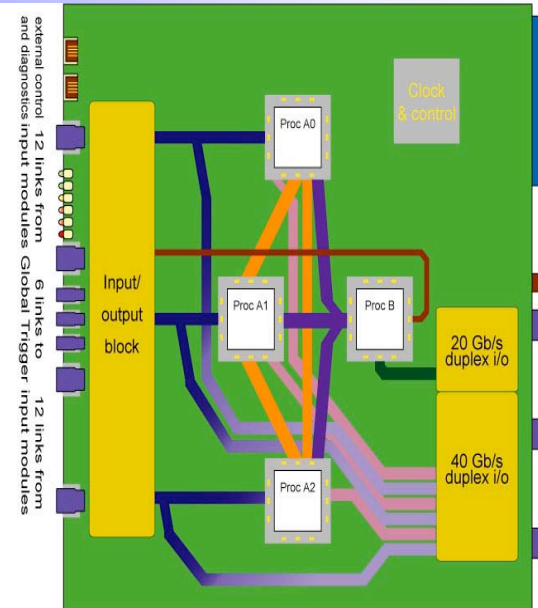 external control
and diagnostics
12 links from
input modules
6 links to
Global Trigger
12 links from
input modules
Input/
output
block
Proc A0
Proc A1
Proc A2
Proc B
Clock
& control
20 Gb/s
duplex i/o
40 Gb/s
duplex i/o